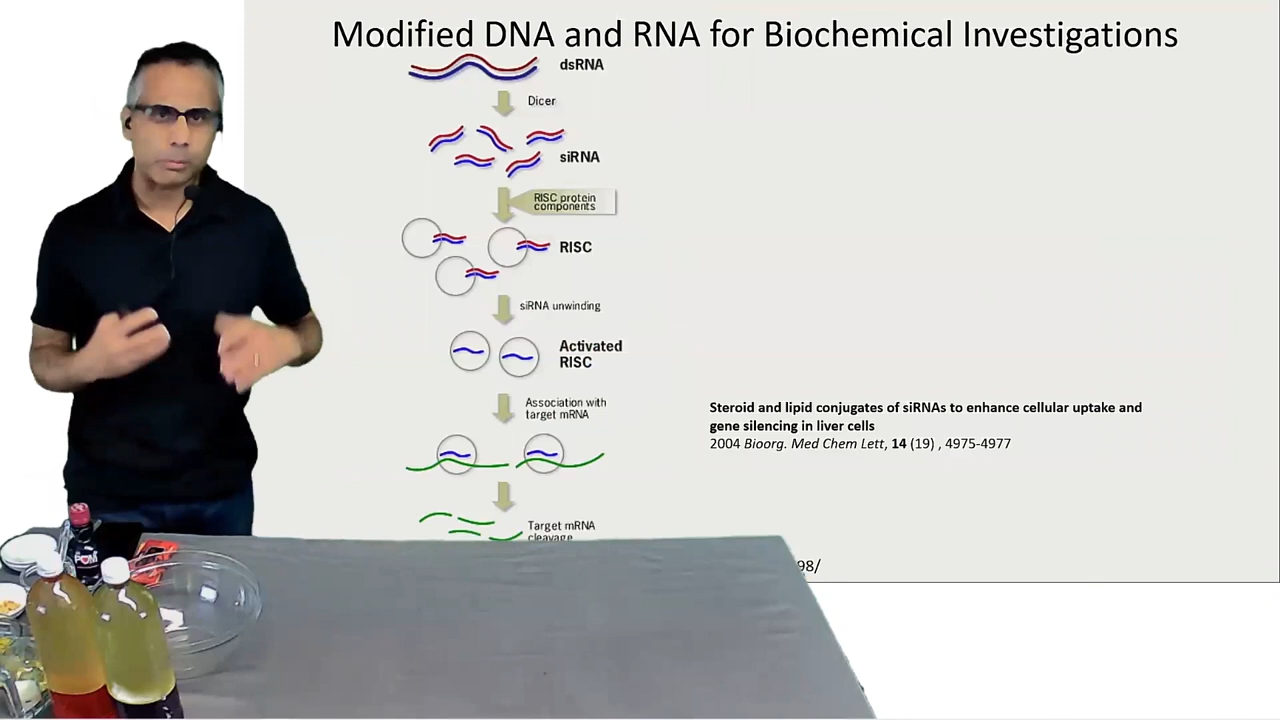 Modified DNA and RNA for Biochemical Investigations
dsRNA
Dicer
siRNA
RISC protein
components
RISC
siRNA unwinding
Activated
RISC
Association with
target mRNA
Target mRNA
cleavage
Steroid and lipid conjugates of siRNAs to enhance cellular uptake and
gene silencing in liver cells
2004 Bioorg. Med Chem Lett, 14 (19) , 4975-4977
98/
POM